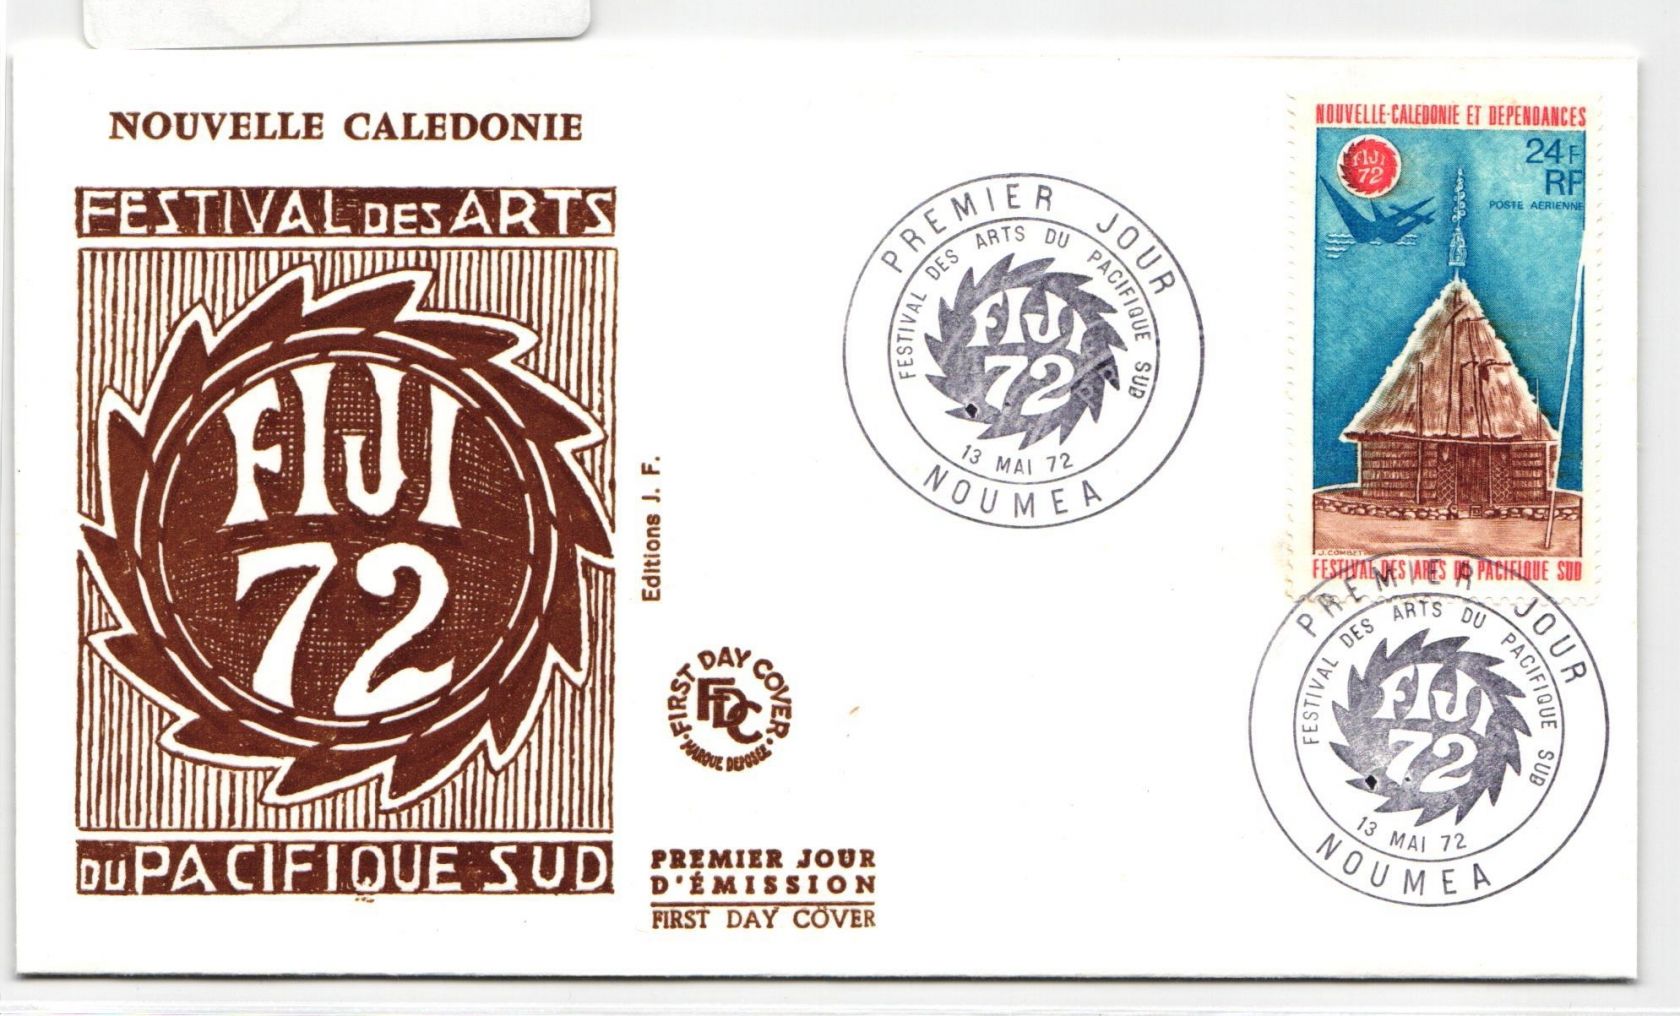 NOUVELLE CALEDONIE
FESTIVAL DES ARTS
FIJI
72
DU PACIFIQUE SUD
Editions J. F.
FIRST DAY COVER
FDC
MARQUE DEPOSEE
PREMIER JOUR
D'ÉMISSION
FIRST DAY COVER
PREMIER JOUR
FESTIVAL DES ARTS DU PACIFIQUE SUD
FIJI
72
13 MAI 72
NOUMEA
NOUVELLE-CALEDONIE ET DEPENDANCES
FIJI
72
24F
RF
POSTE AERIENNE
J. COMBET
FESTIVAL DES ARTS DU PACIFIQUE SUD
PREMIER JOUR
FESTIVAL DES ARTS DU PACIFIQUE SUD
FIJI
72
13 MAI 72
NOUMEA